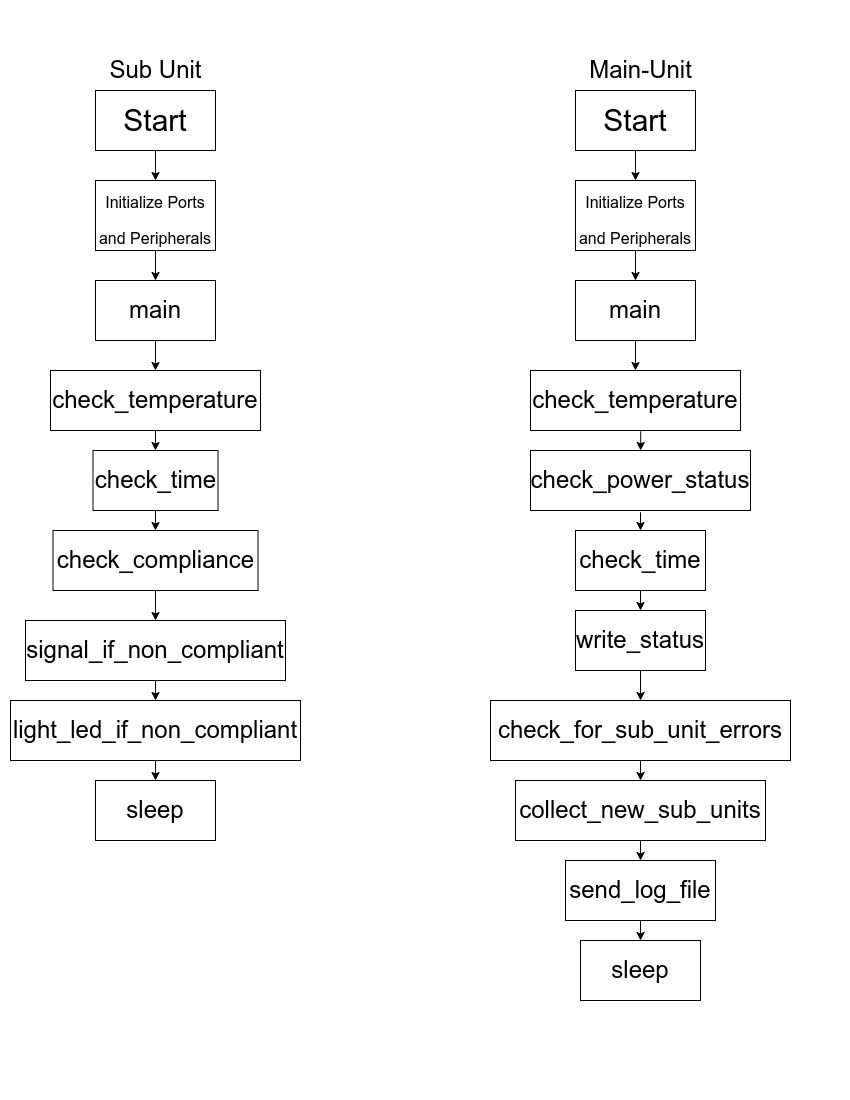 Sub Unit
Start
Initialize Ports
and Peripherals
main
check_temperature
check_time
check_compliance
signal_if_non_compliant
light_led_if_non_compliant
sleep
Main-Unit
Start
Initialize Ports
and Peripherals
main
check_temperature
check_power_status
check_time
write_status
check_for_sub_unit_errors
collect_new_sub_units
send_log_file
sleep